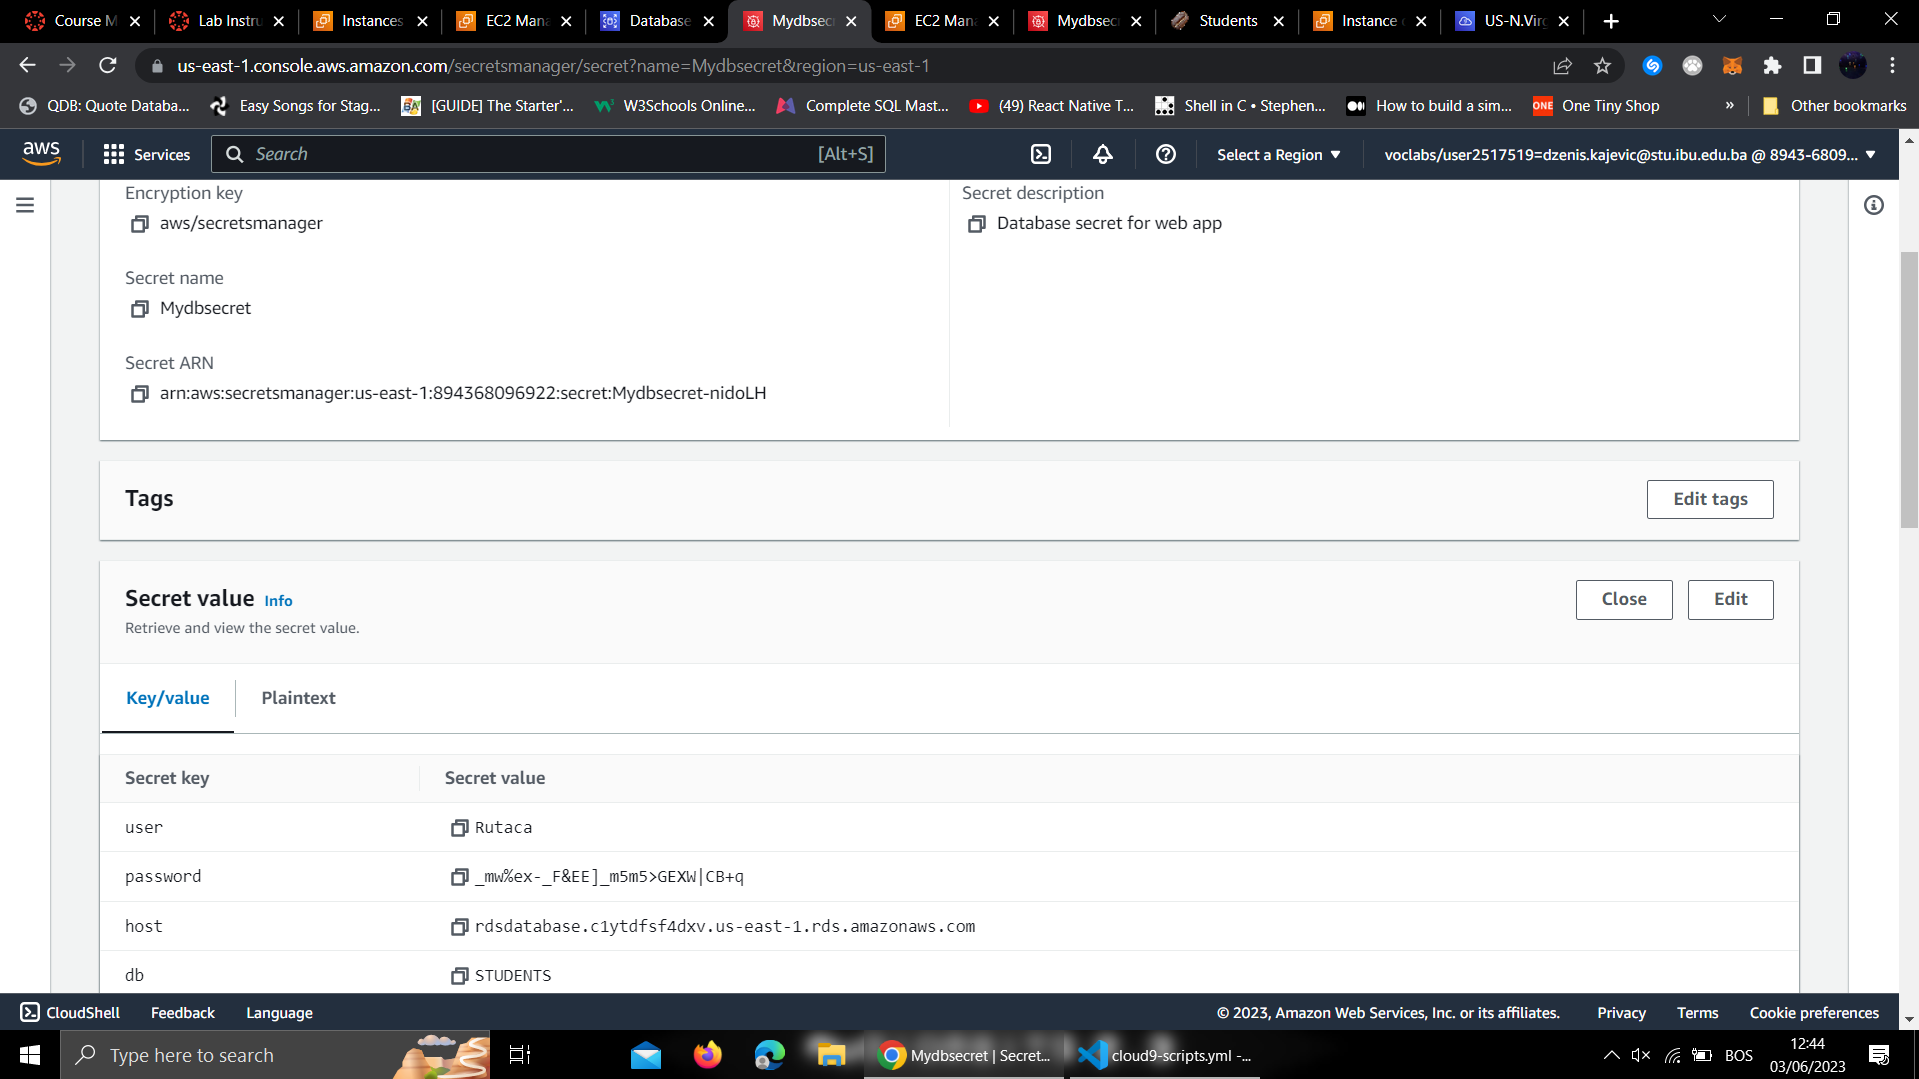 Course M
Lab Instru
Instances
EC2 Mana
Database
Mydbsec
EC2 Mana
Mydbsec
Students
Instance
US-N.Virg
us-east-1.console.aws.amazon.com/secretsmanager/secret?name=Mydbsecret&region=us-east-1
QDB: Quote Databa...
Easy Songs for Stag...
[GUIDE] The Starter'...
W3Schools Online...
Complete SQL Mast...
(49) React Native T...
Shell in C • Stephen...
How to build a sim...
ONE One Tiny Shop
»
Other bookmarks
aws
Services
Search
[Alt+S]
Select a Region
voclabs/user2517519=dzenis.kajevic@stu.ibu.edu.ba @ 8943-6809...
Encryption key
aws/secretsmanager
Secret description
Database secret for web app
Secret name
Mydbsecret
Secret ARN
arn:aws:secretsmanager:us-east-1:894368096922:secret:Mydbsecret-nidoLH
Tags
Edit tags
Secret value Info
Close
Edit
Retrieve and view the secret value.
Key/value
Plaintext
Secret key
Secret value
user
Rutaca
password
_mw%ex-_F&EE]_m5m5>GEXW|CB+q
host
rdsdatabase.c1ytdfsf4dxv.us-east-1.rds.amazonaws.com
db
STUDENTS
CloudShell
Feedback
Language
© 2023, Amazon Web Services, Inc. or its affiliates.
Privacy
Terms
Cookie preferences
Type here to search
Mydbsecret | Secret...
cloud9-scripts.yml -...
BOS
12:44
03/06/2023